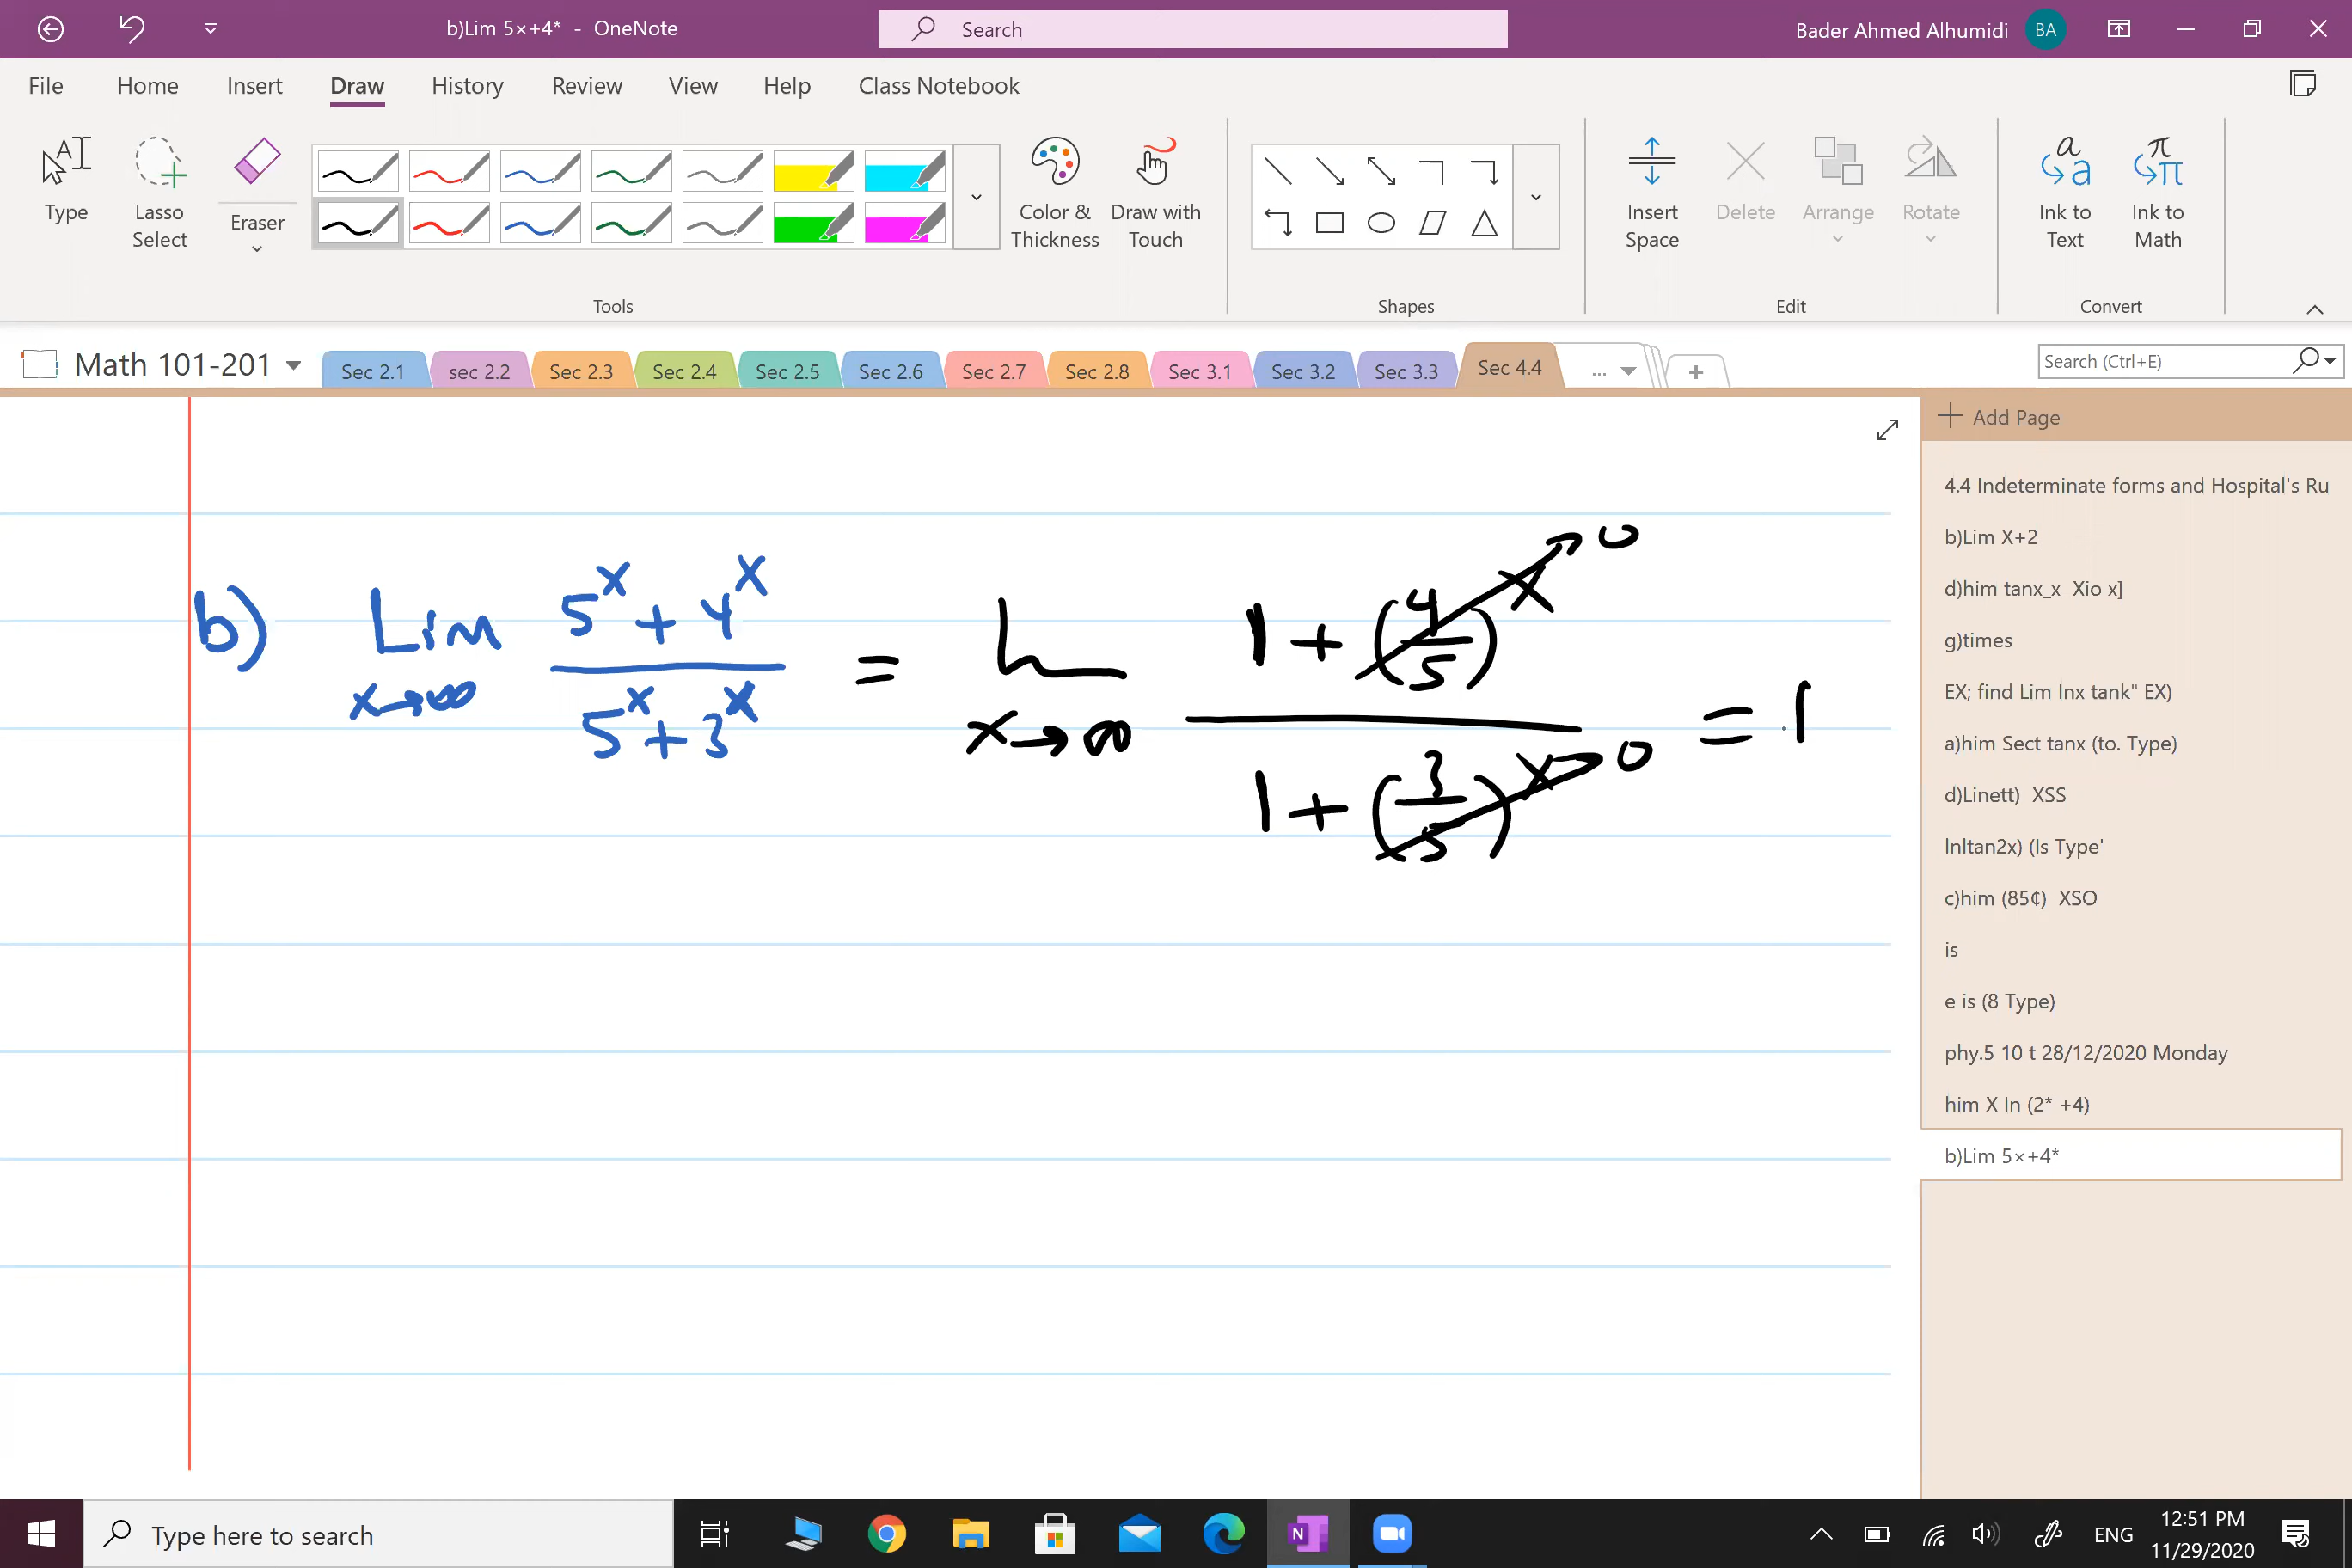 b)Lim 5×+4* - OneNote
Search
Bader Ahmed Alhumidi BA
File Home Insert Draw History Review View Help Class Notebook
Type
Lasso Select
Eraser
Color & Thickness
Draw with Touch
Insert Space
Delete
Arrange
Rotate
Ink to Text
Ink to Math
Tools Shapes Edit Convert
Math 101-201 Sec 2.1 sec 2.2 Sec 2.3 Sec 2.4 Sec 2.5 Sec 2.6 Sec 2.7 Sec 2.8 Sec 3.1 Sec 3.2 Sec 3.3 Sec 4.4 ... +
Search (Ctrl+E)
b) Lim x→∞ (5^x + 4^x)/(5^x + 3^x) = L x→∞ (1 + (4/5)^x → 0)/(1 + (3/5)^x → 0) = 1
Add Page
4.4 Indeterminate forms and Hospital's Ru
b)Lim X+2
d)him tanx_x Xio x]
g)times
EX; find Lim Inx tank" EX)
a)him Sect tanx (to. Type)
d)Linett) XSS
Inltan2x) (Is Type'
c)him (85¢) XSO
is
e is (8 Type)
phy.5 10 t 28/12/2020 Monday
him X In (2* +4)
b)Lim 5×+4*
Type here to search
ENG
12:51 PM
11/29/2020